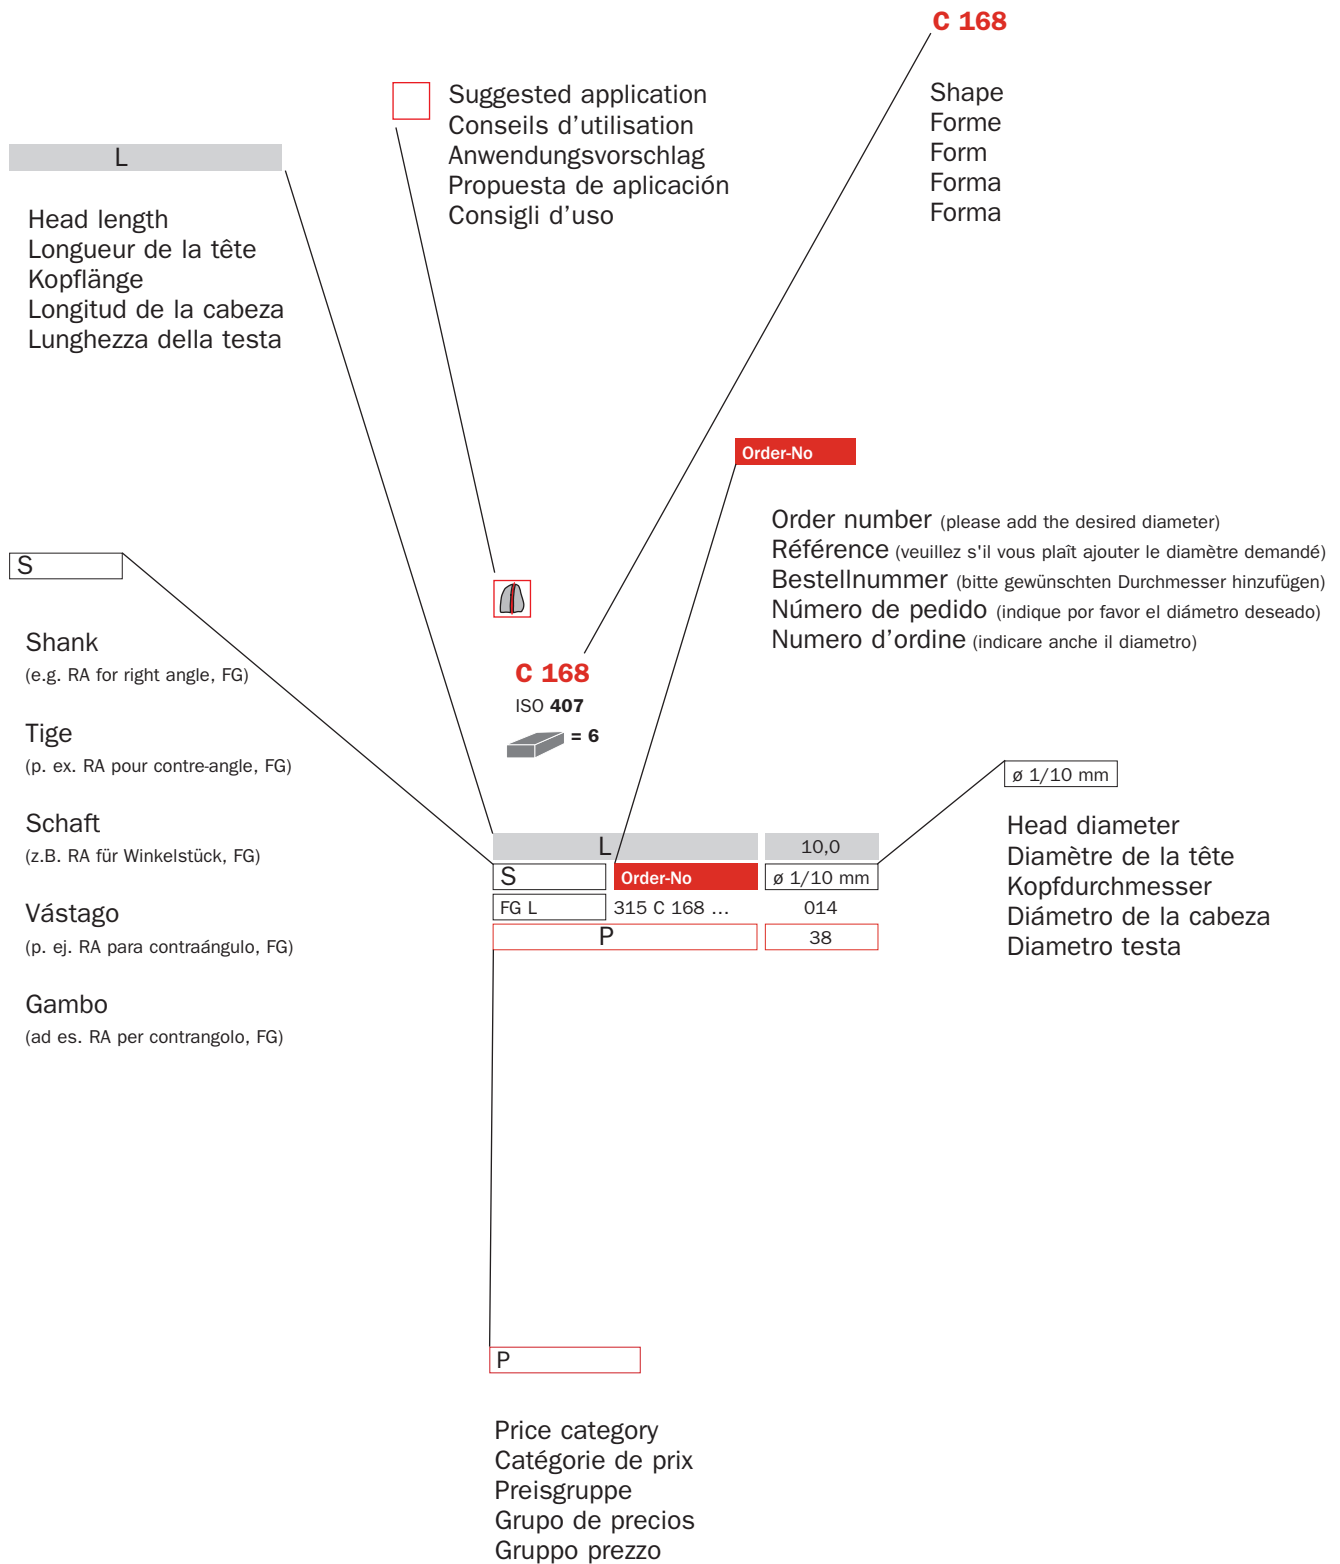 C 168
Shape
Forme
Form
Forma
Forma
Suggested application
Conseils d’utilisation
Anwendungsvorschlag
Propuesta de aplicación
Consigli d’uso
L
Head length
Longueur de la tête
Kopflänge
Longitud de la cabeza
Lunghezza della testa
Order-No
Order number (please add the desired diameter)
Référence (veuillez s'il vous plaît ajouter le diamètre demandé)
Bestellnummer (bitte gewünschten Durchmesser hinzufügen)
Número de pedido (indique por favor el diámetro deseado)
Numero d’ordine (indicare anche il diametro)
S
Shank
(e.g. RA for right angle, FG)
Tige
(p. ex. RA pour contre-angle, FG)
Schaft
(z.B. RA für Winkelstück, FG)
Vástago
(p. ej. RA para contraángulo, FG)
Gambo
(ad es. RA per contrangolo, FG)
C 168
ISO 407
= 6
L 10,0
S Order-No ø 1/10 mm
FG L 315 C 168 ... 014
P 38
ø 1/10 mm
Head diameter
Diamètre de la tête
Kopfdurchmesser
Diámetro de la cabeza
Diametro testa
P
Price category
Catégorie de prix
Preisgruppe
Grupo de precios
Gruppo prezzo